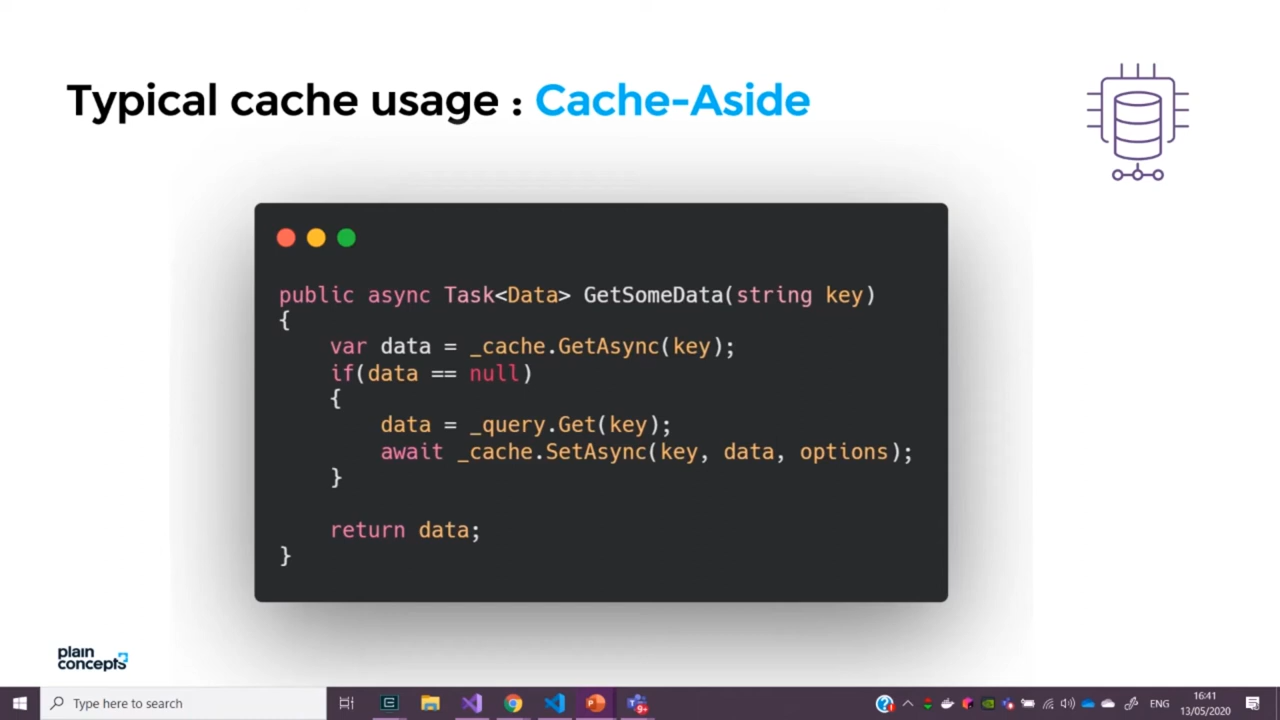 Typical cache usage : Cache-Aside
public async Task<Data> GetSomeData(string key)
{
var data = _cache.GetAsync(key);
if(data == null)
{
data = _query.Get(key);
await _cache.SetAsync(key, data, options);
}
return data;
}
plain
concepts
Type here to search
9+
ENG
16:41
13/05/2020